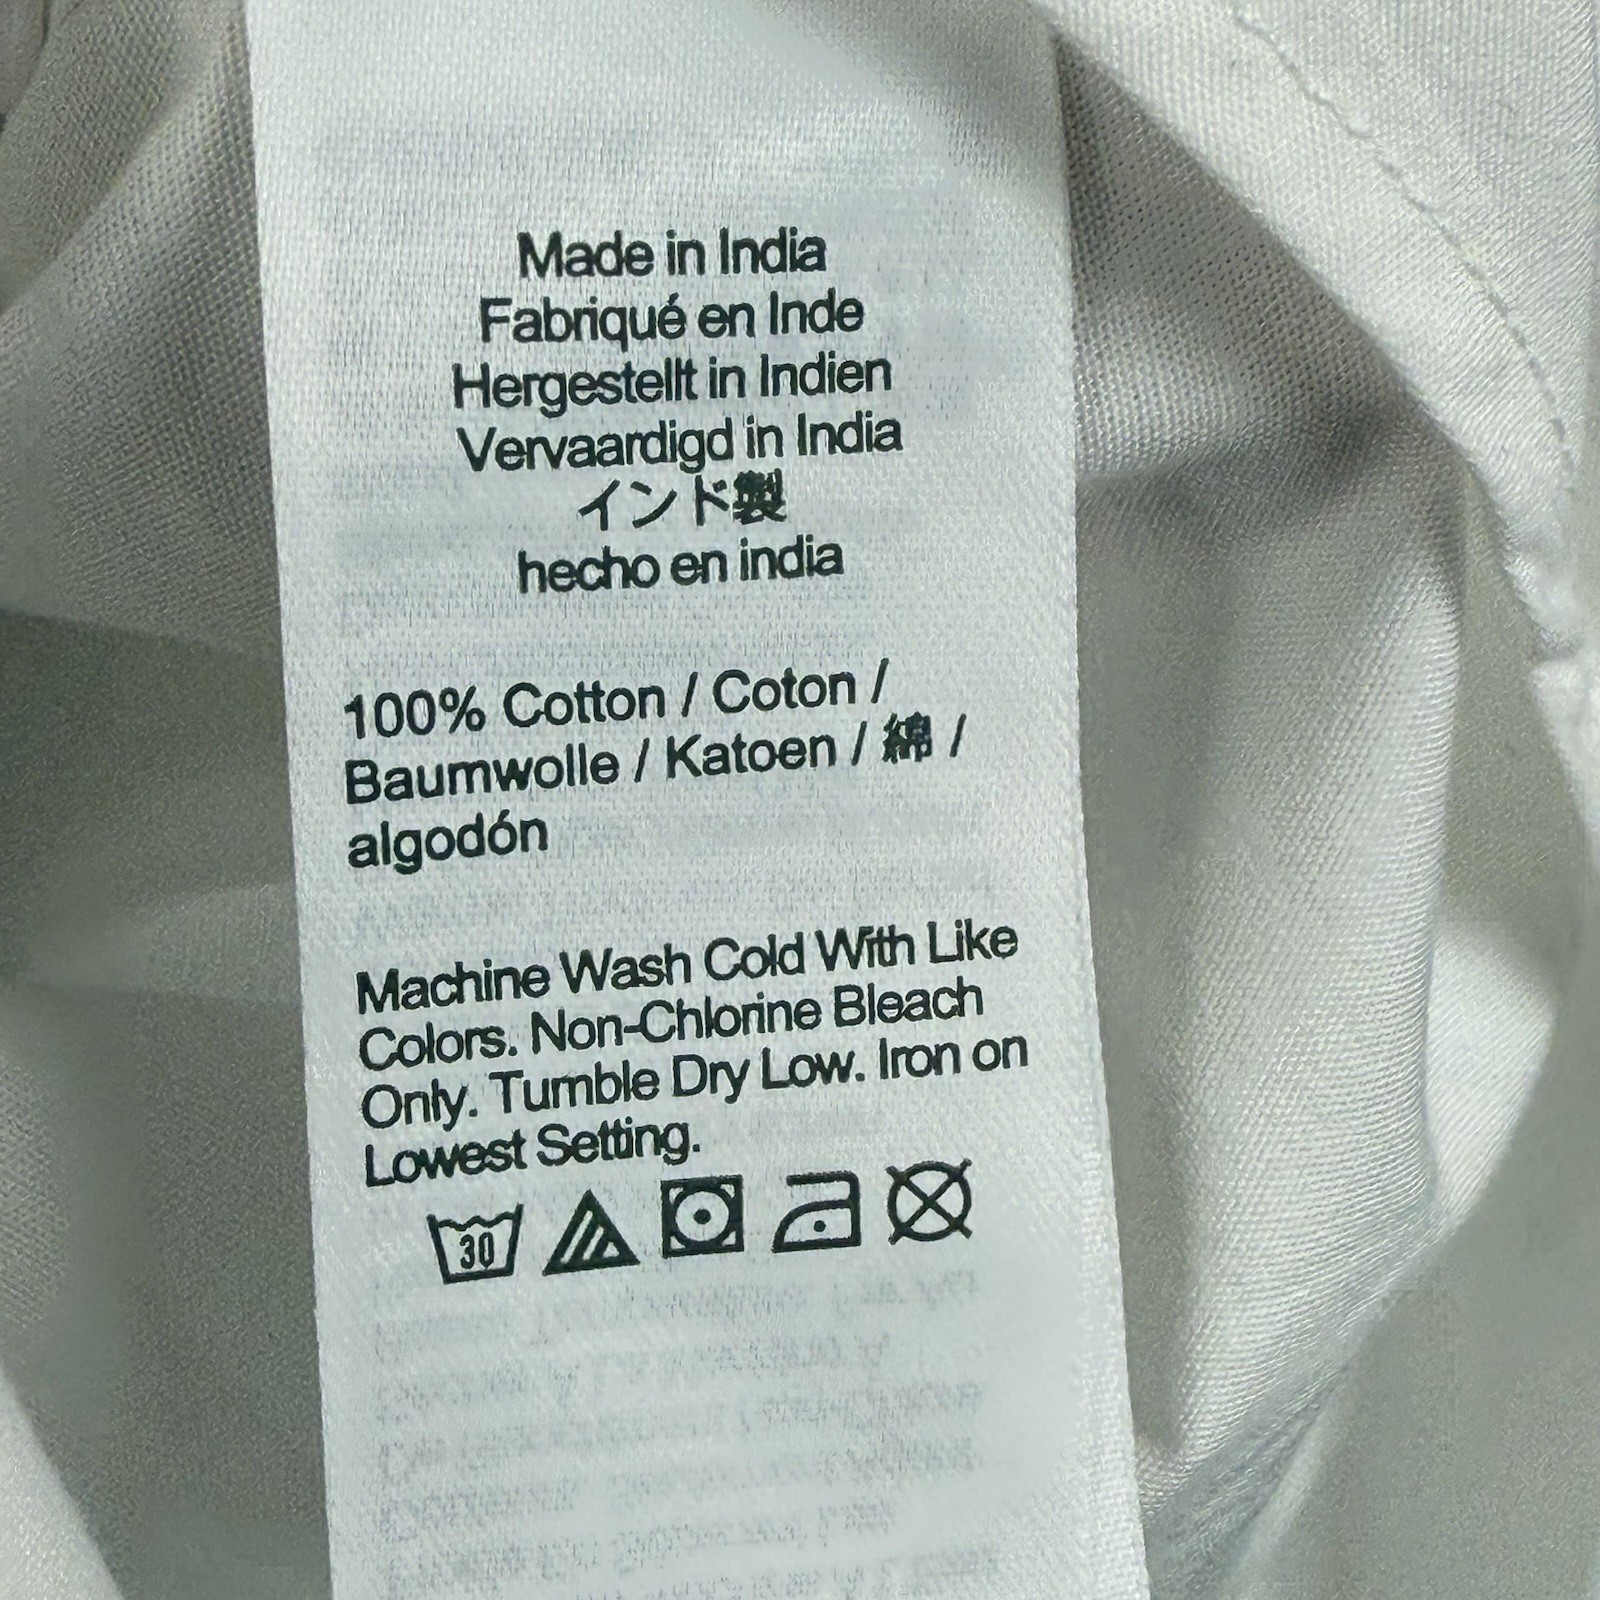 Made in India
Fabriqué en Inde
Hergestellt in Indien
Vervaardigd in India
インド製
hecho en india
100% Cotton / Coton /
Baumwolle / Katoen / 綿 /
algodón
Machine Wash Cold With Like
Colors. Non-Chlorine Bleach
Only. Tumble Dry Low. Iron on
Lowest Setting.
30